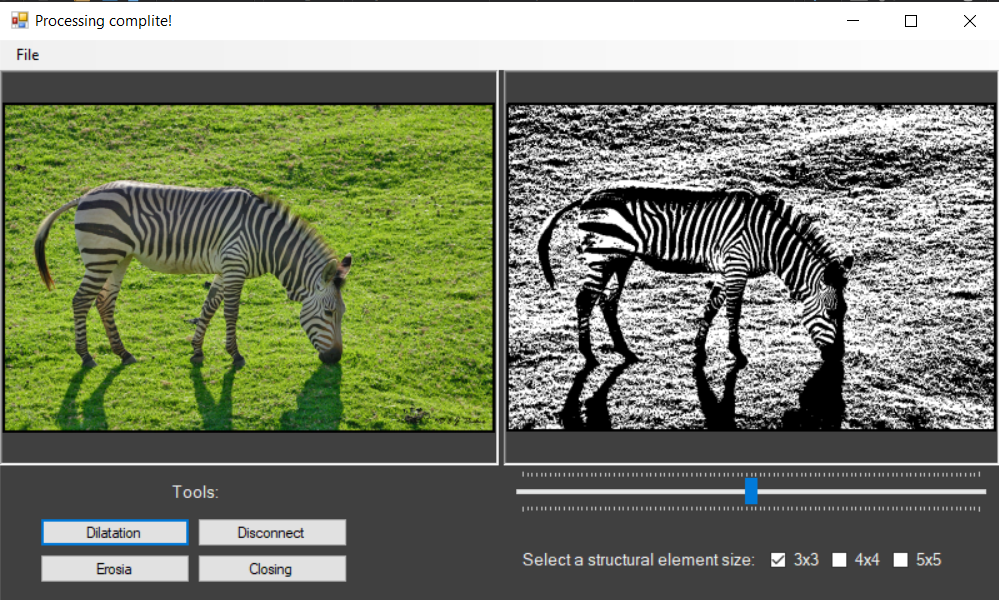 Processing complite!
File
Tools:
Dilatation
Disconnect
Erosia
Closing
Select a structural element size: 3x3 4x4 5x5